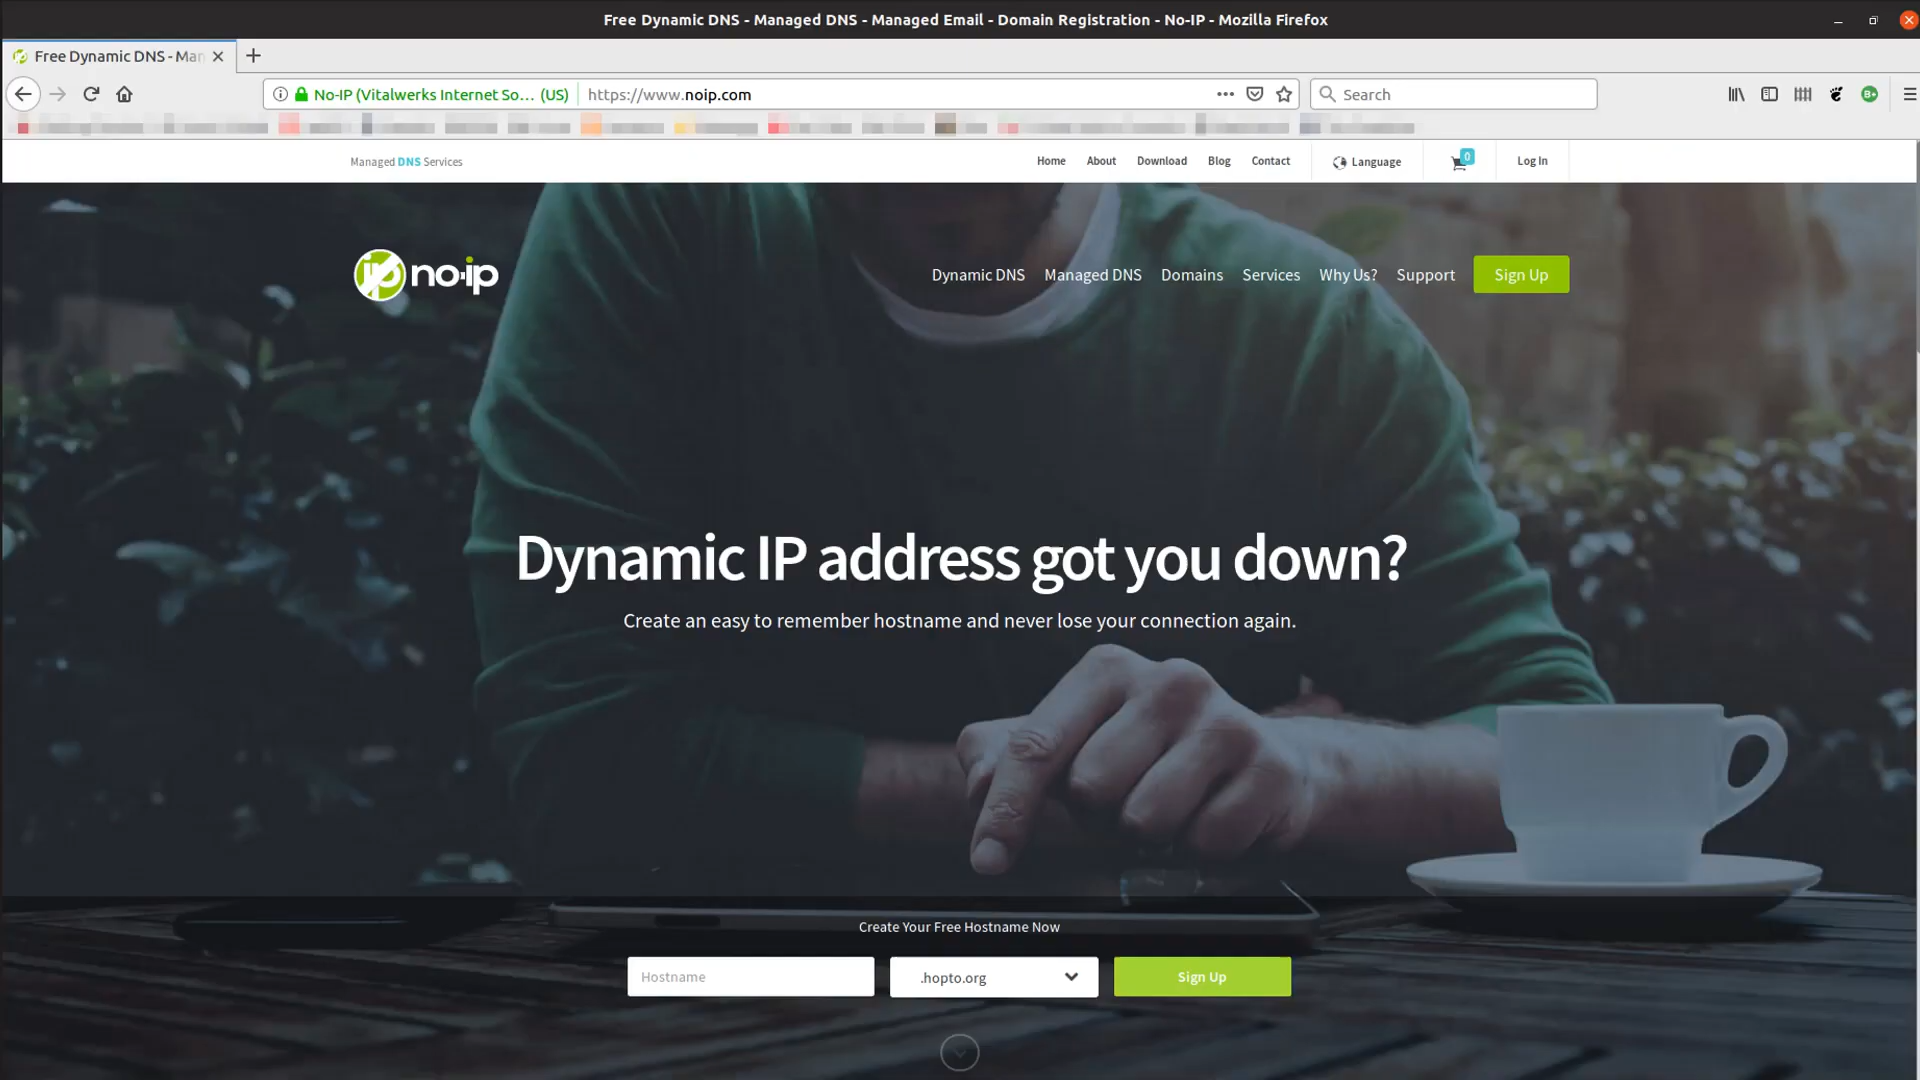 Free Dynamic DNS - Managed DNS - Managed Email - Domain Registration - No-IP - Mozilla Firefox
Free Dynamic DNS - Man
No-IP (Vitalwerks Internet So... (US) https://www.noip.com
Search
Managed DNS Services
Home About Download Blog Contact Language 0 Log In
no-ip
Dynamic DNS Managed DNS Domains Services Why Us? Support Sign Up
Dynamic IP address got you down?
Create an easy to remember hostname and never lose your connection again.
Create Your Free Hostname Now
Hostname .hopto.org Sign Up